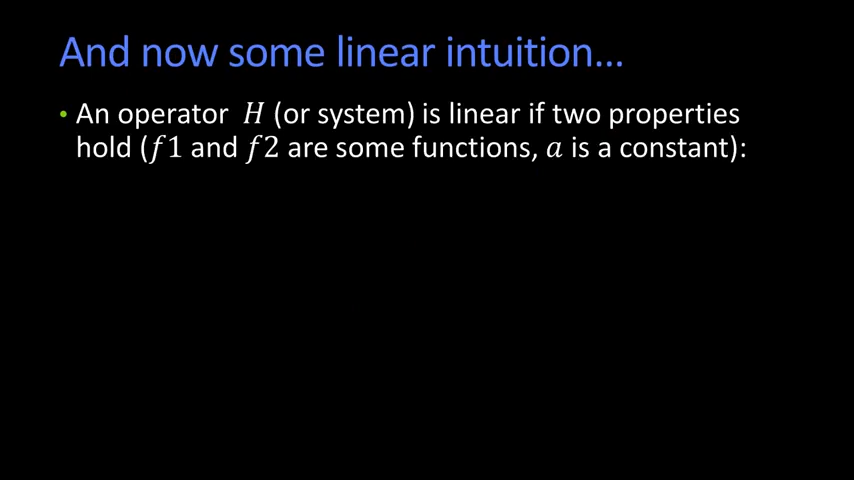 And now some linear intuition...
• An operator H (or system) is linear if two properties
hold (f1 and f2 are some functions, a is a constant):